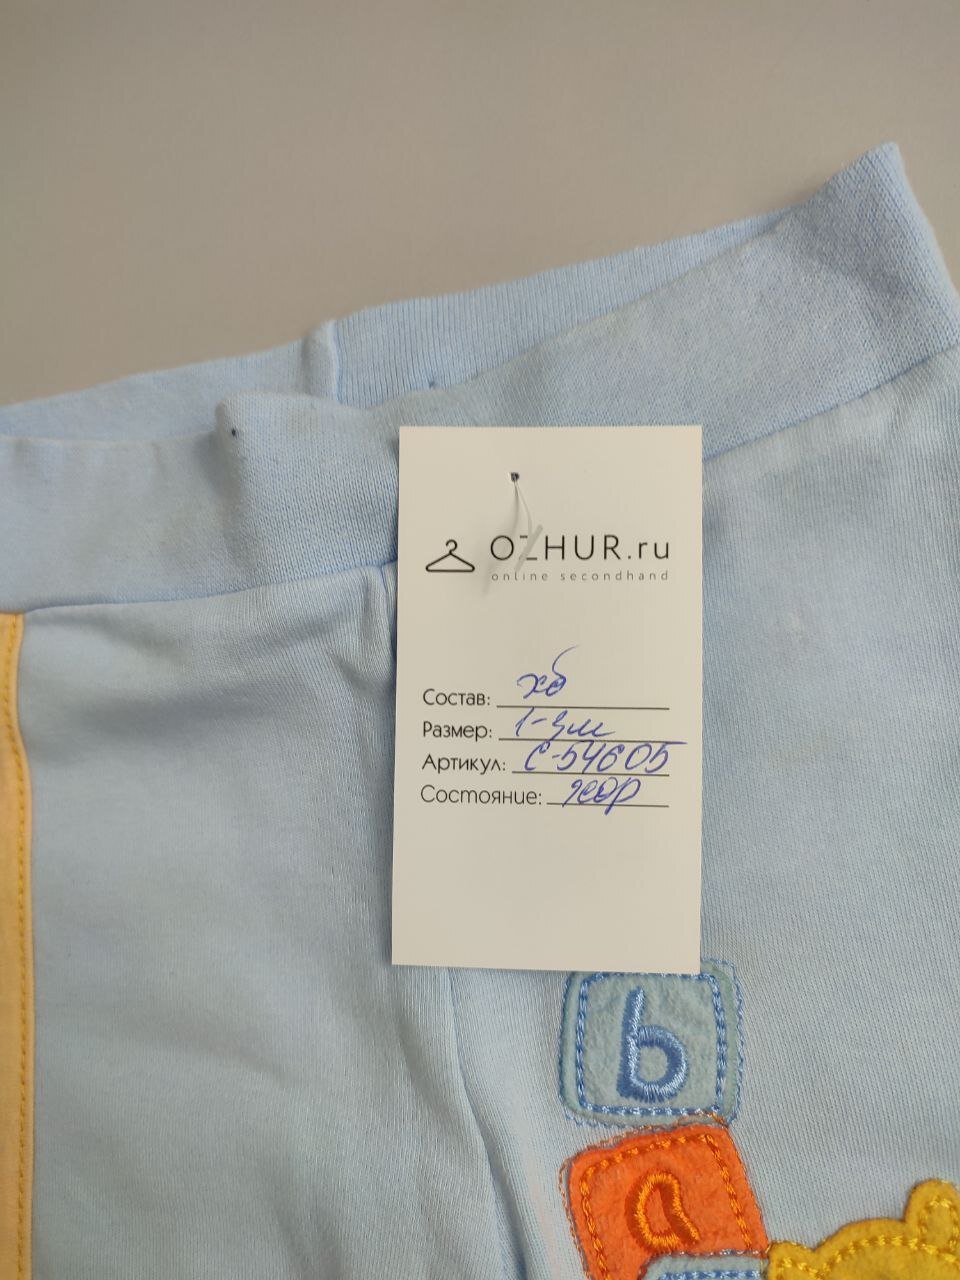 OZHUR.ru
online secondhand
Состав: хб
Размер: 1-3м
Артикул: С-54605
Состояние: хор
b
a